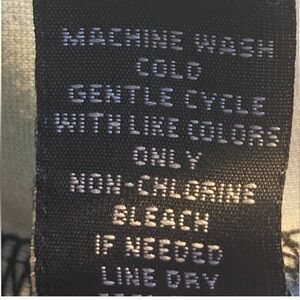 MACHINE WASH
COLD
GENTLE CYCLE
WITH LIKE COLORS
ONLY
NON-CHLORINE
BLEACH
IF NEEDED
LINE DRY